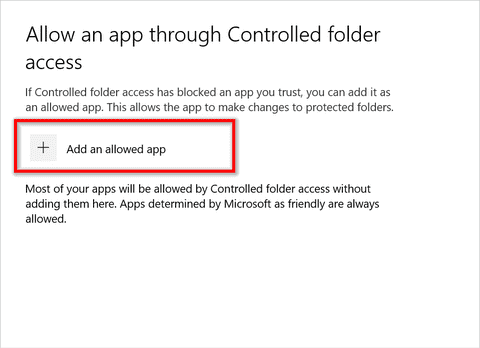 Allow an app through Controlled folder
access
If Controlled folder access has blocked an app you trust, you can add it as
an allowed app. This allows the app to make changes to protected folders.
Add an allowed app
Most of your apps will be allowed by Controlled folder access without
adding them here. Apps determined by Microsoft as friendly are always
allowed.